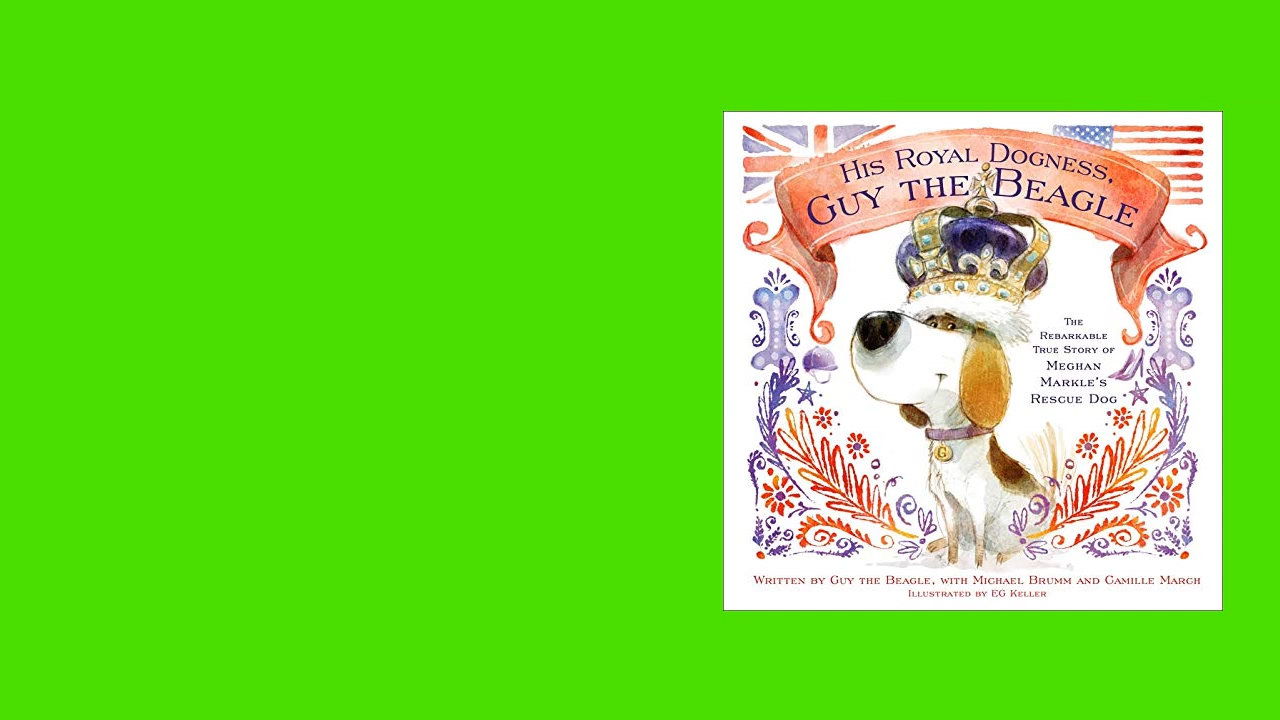 His Royal Dogness,
Guy the Beagle
The
Rebarkable
True Story of
Meghan
Markle's
Rescue Dog
G
Written by Guy the Beagle, with Michael Brumm and Camille March
Illustrated by EG Keller